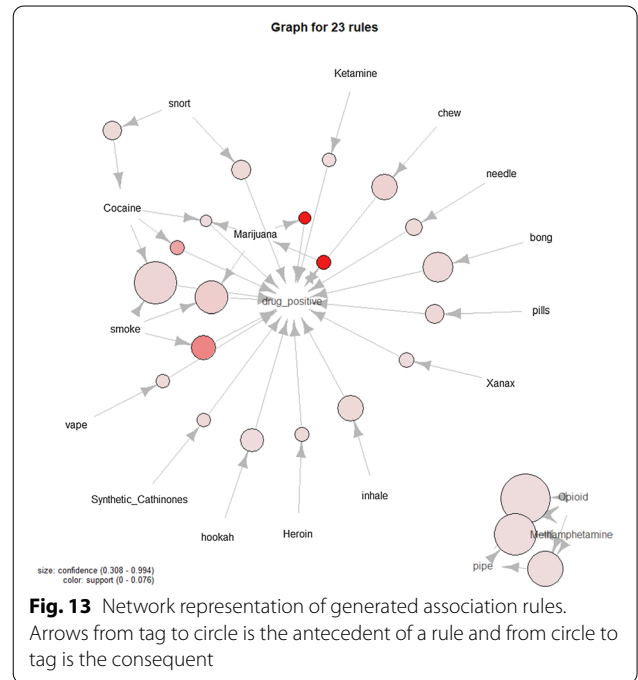 Graph for 23 rules
Ketamine
snort
chew
needle
Cocaine
Marijuana
bong
drug_positive
pills
smoke
Xanax
vape
Synthetic_Cathinones
inhale
hookah
Heroin
Opioid
Methamphetamine
pipe
size: confidence (0.308 - 0.994)
color: support (0 - 0.076)
Fig. 13 Network representation of generated association rules.
Arrows from tag to circle is the antecedent of a rule and from circle to
tag is the consequent